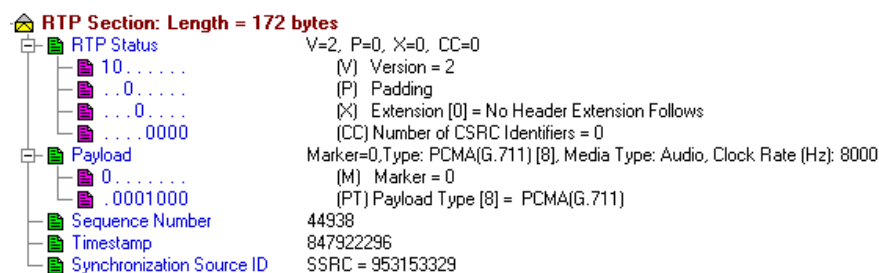 RTP Section: Length = 172 bytes
RTP Status V=2, P=0, X=0, CC=0
10...... (V) Version = 2
..0..... (P) Padding
...0.... (X) Extension [0] = No Header Extension Follows
....0000 (CC) Number of CSRC Identifiers = 0
Payload Marker=0,Type: PCMA(G.711) [8], Media Type: Audio, Clock Rate (Hz): 8000
0....... (M) Marker = 0
.0001000 (PT) Payload Type [8] = PCMA(G.711)
Sequence Number 44938
Timestamp 847922296
Synchronization Source ID SSRC = 953153329